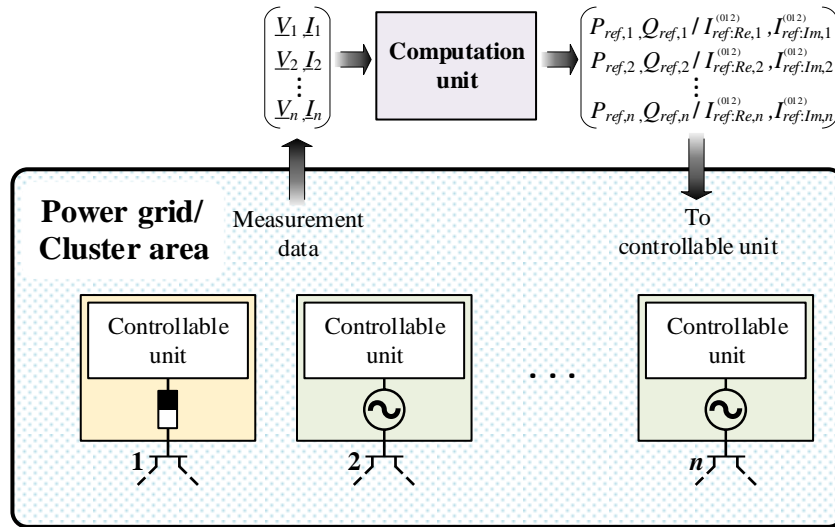 V1,I1
V2,I2
⋮
Vn,In
Computation
unit
Pref,1,Qref,1/I(012)ref:Re,1,I(012)ref:Im,1
Pref,2,Qref,2/I(012)ref:Re,2,I(012)ref:Im,2
⋮
Pref,n,Qref,n/I(012)ref:Re,n,I(012)ref:Im,n
Power grid/
Cluster area
Measurement
data
To
controllable unit
Controllable
unit
Controllable
unit
. . .
Controllable
unit
1
2
n